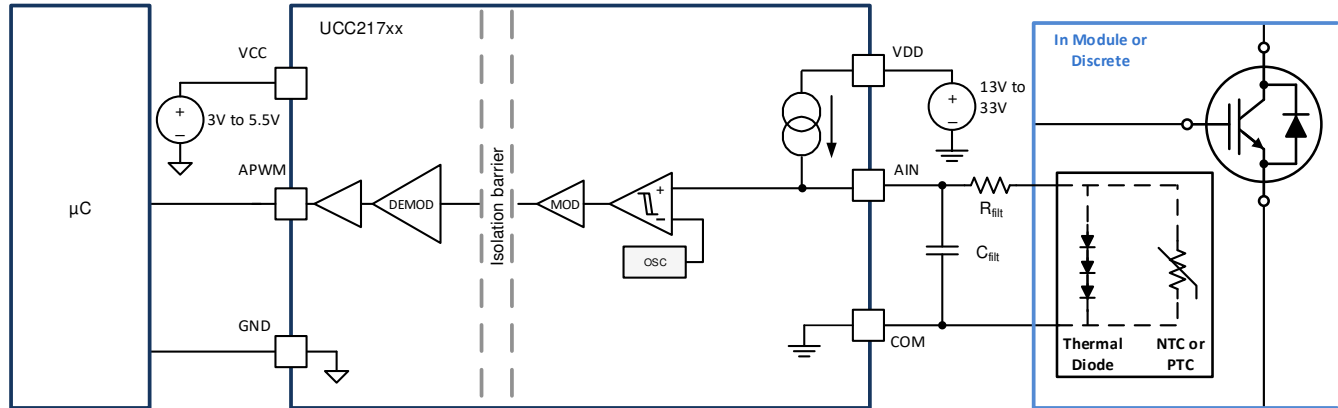 UCC217xx
In Module or
Discrete
VCC
VDD
3V to 5.5V
13V to
33V
APWM
AIN
µC
DEMOD
Isolation barrier
MOD
+
−
OSC
Rfilt
Cfilt
GND
COM
Thermal
Diode
NTC or
PTC